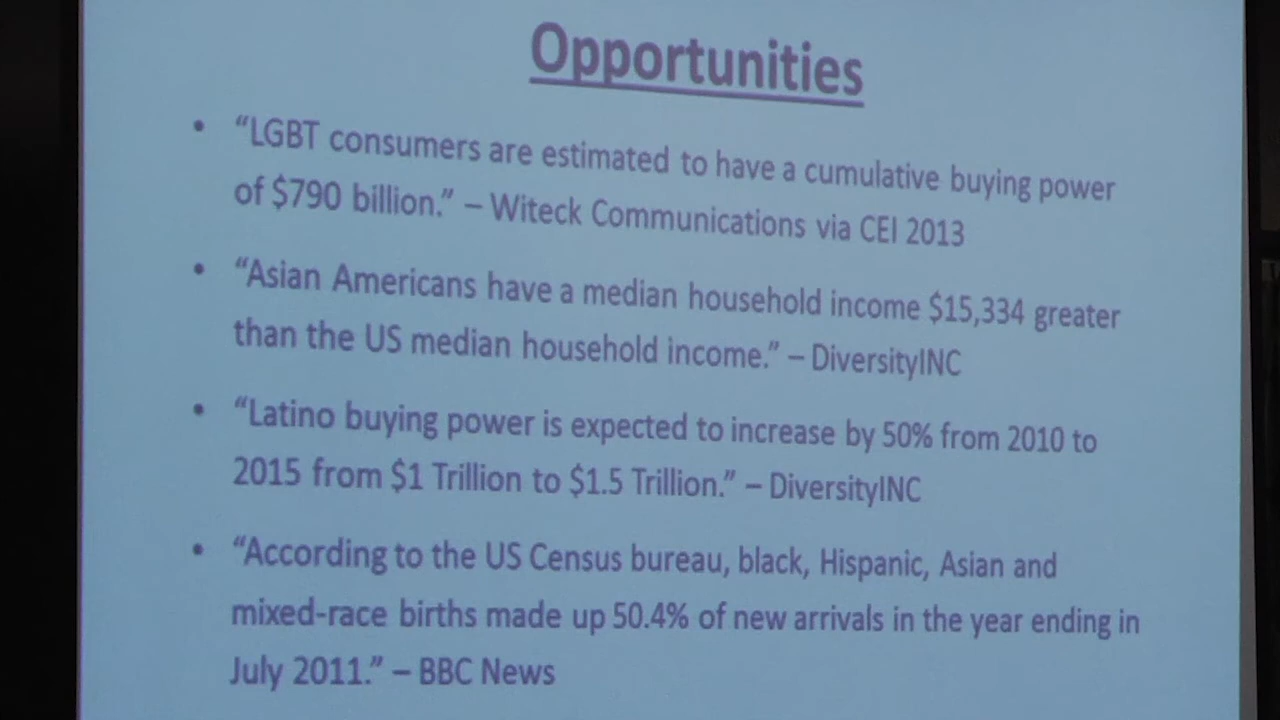 Opportunities
• “LGBT consumers are estimated to have a cumulative buying power
of $790 billion.” – Witeck Communications via CEI 2013
• “Asian Americans have a median household income $15,334 greater
than the US median household income.” – DiversityINC
• “Latino buying power is expected to increase by 50% from 2010 to
2015 from $1 Trillion to $1.5 Trillion.” – DiversityINC
• “According to the US Census bureau, black, Hispanic, Asian and
mixed-race births made up 50.4% of new arrivals in the year ending in
July 2011.” – BBC News